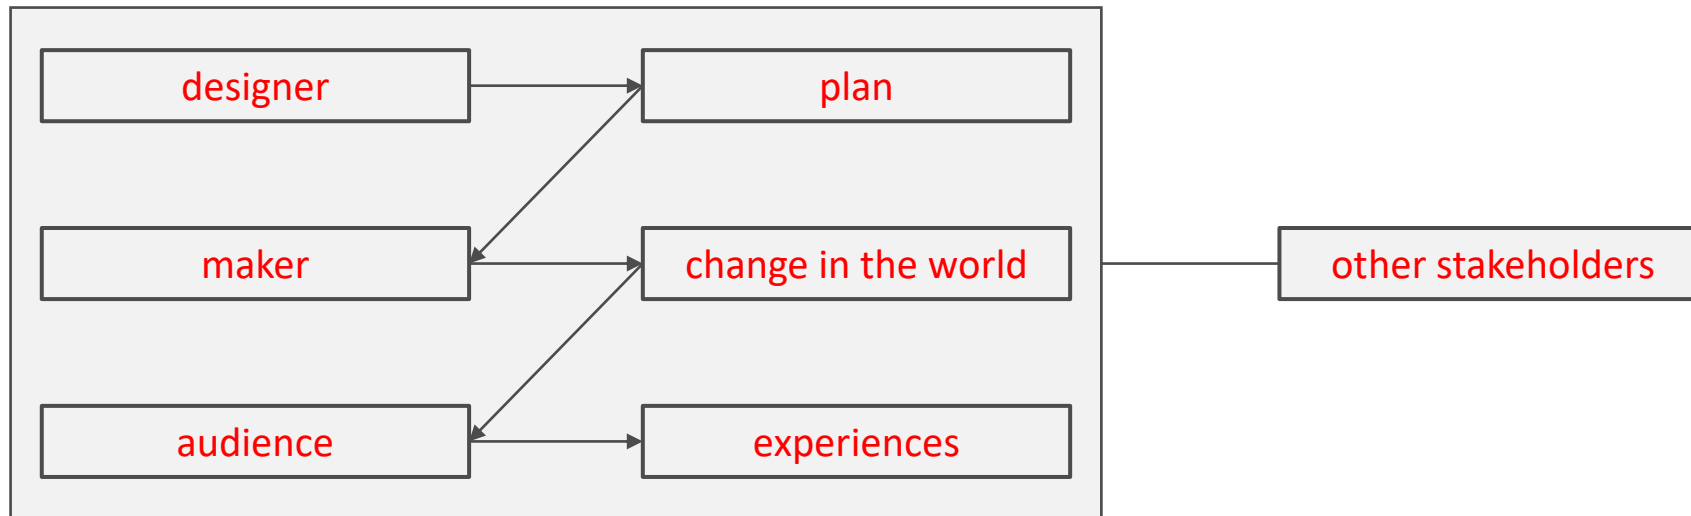 designer
plan
maker
change in the world
other stakeholders
audience
experiences